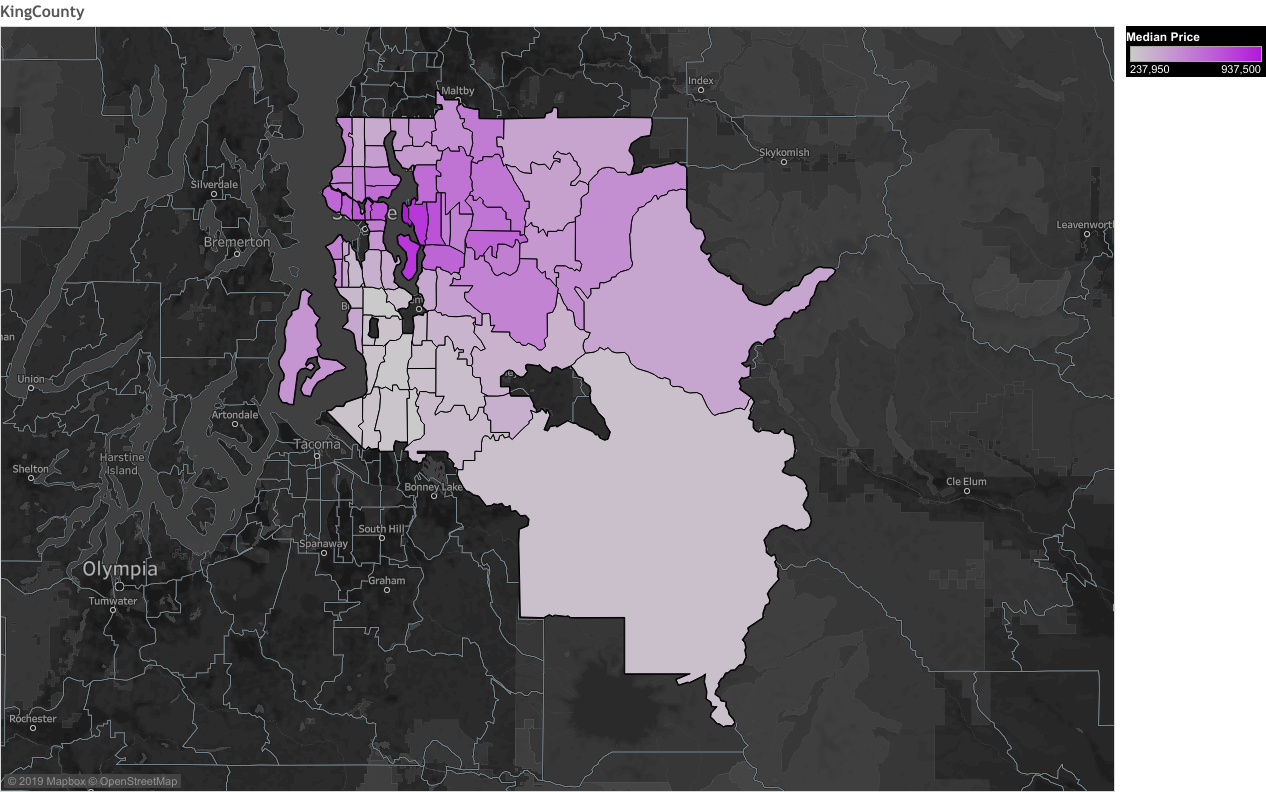 KingCounty
Median Price
237,950 937,500
Maltby
Index
Skykomish
Silverdale
Leavenwort
Bremerton
Union
Artondale
Tacoma
Harstine
Island
Shelton
Bonney Lake
Cle Elum
South Hill
Spanaway
Olympia
Graham
Tumwater
Rochester
© 2019 Mapbox © OpenStreetMap